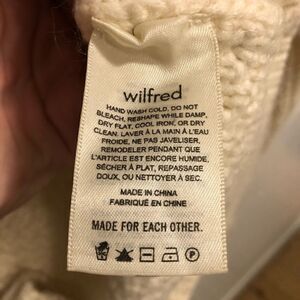 wilfred
HAND WASH COLD, DO NOT
BLEACH, RESHAPE WHILE DAMP,
DRY FLAT, COOL IRON, OR DRY
CLEAN. LAVER À LA MAIN À L'EAU
FROIDE, NE PAS JAVELISER,
REMODELER PENDANT QUE
L'ARTICLE EST ENCORE HUMIDE,
SÉCHER À PLAT, REPASSAGE
DOUX, OU NETTOYER À SEC.
MADE IN CHINA
FABRIQUÉ EN CHINE
MADE FOR EACH OTHER.
P